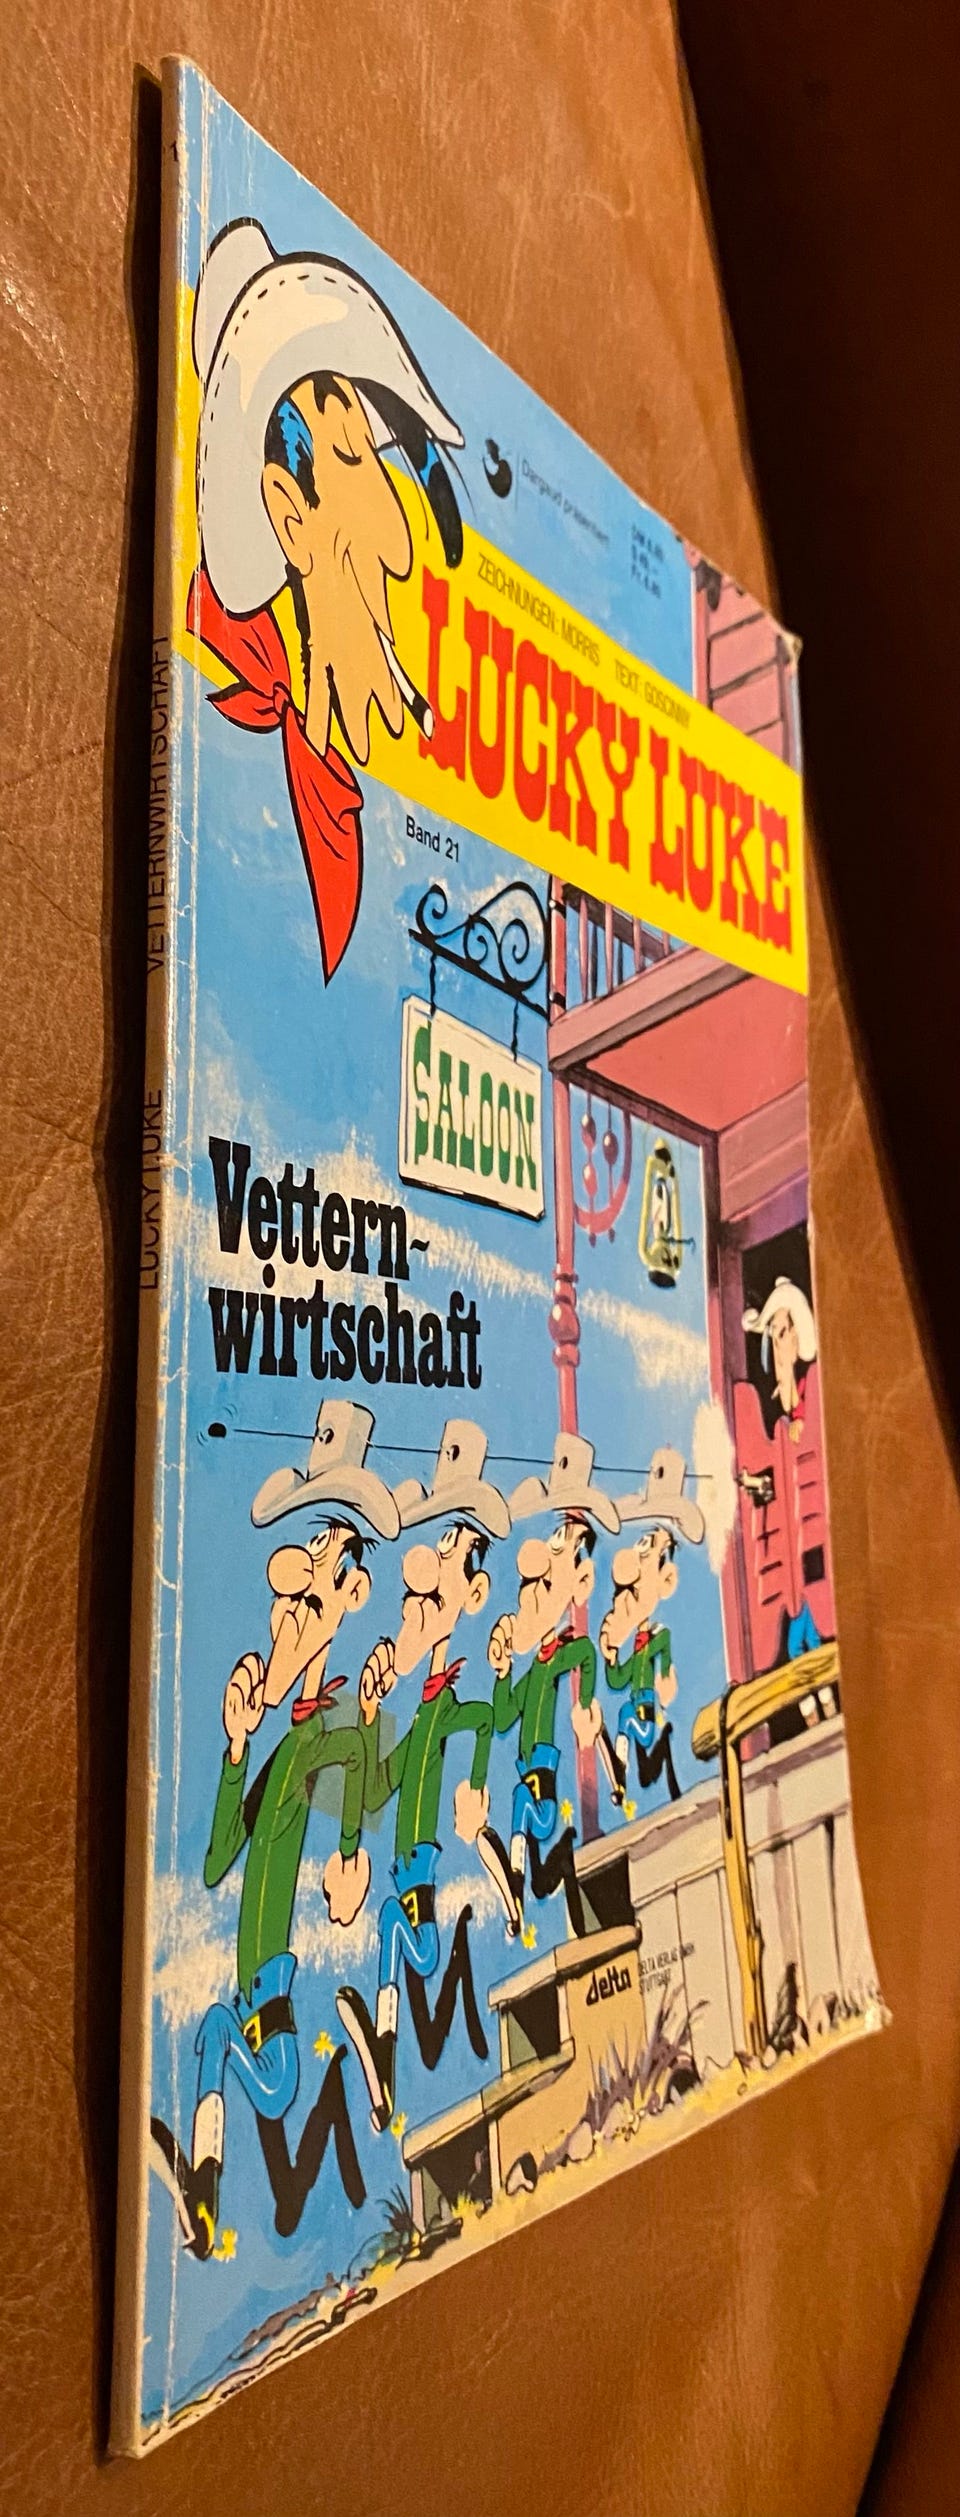 Dargaud präsentiert
ZEICHNUNGEN: MORRIS TEXT: GOSCINNY
LUCKY LUKE
Band 21
SALOON
Vettern-
wirtschaft
delta
DELTA VERLAG GMBH
STUTTGART
LUCKY LUKE VETTERNWIRTSCHAFT